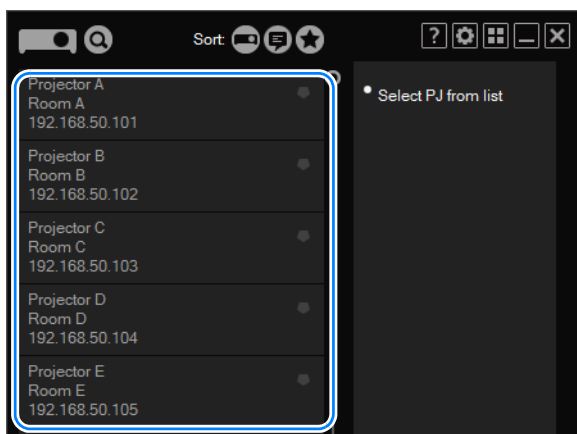 Sort:
?
Projector A
Room A
192.168.50.101
Projector B
Room B
192.168.50.102
Projector C
Room C
192.168.50.103
Projector D
Room D
192.168.50.104
Projector E
Room E
192.168.50.105
Select PJ from list